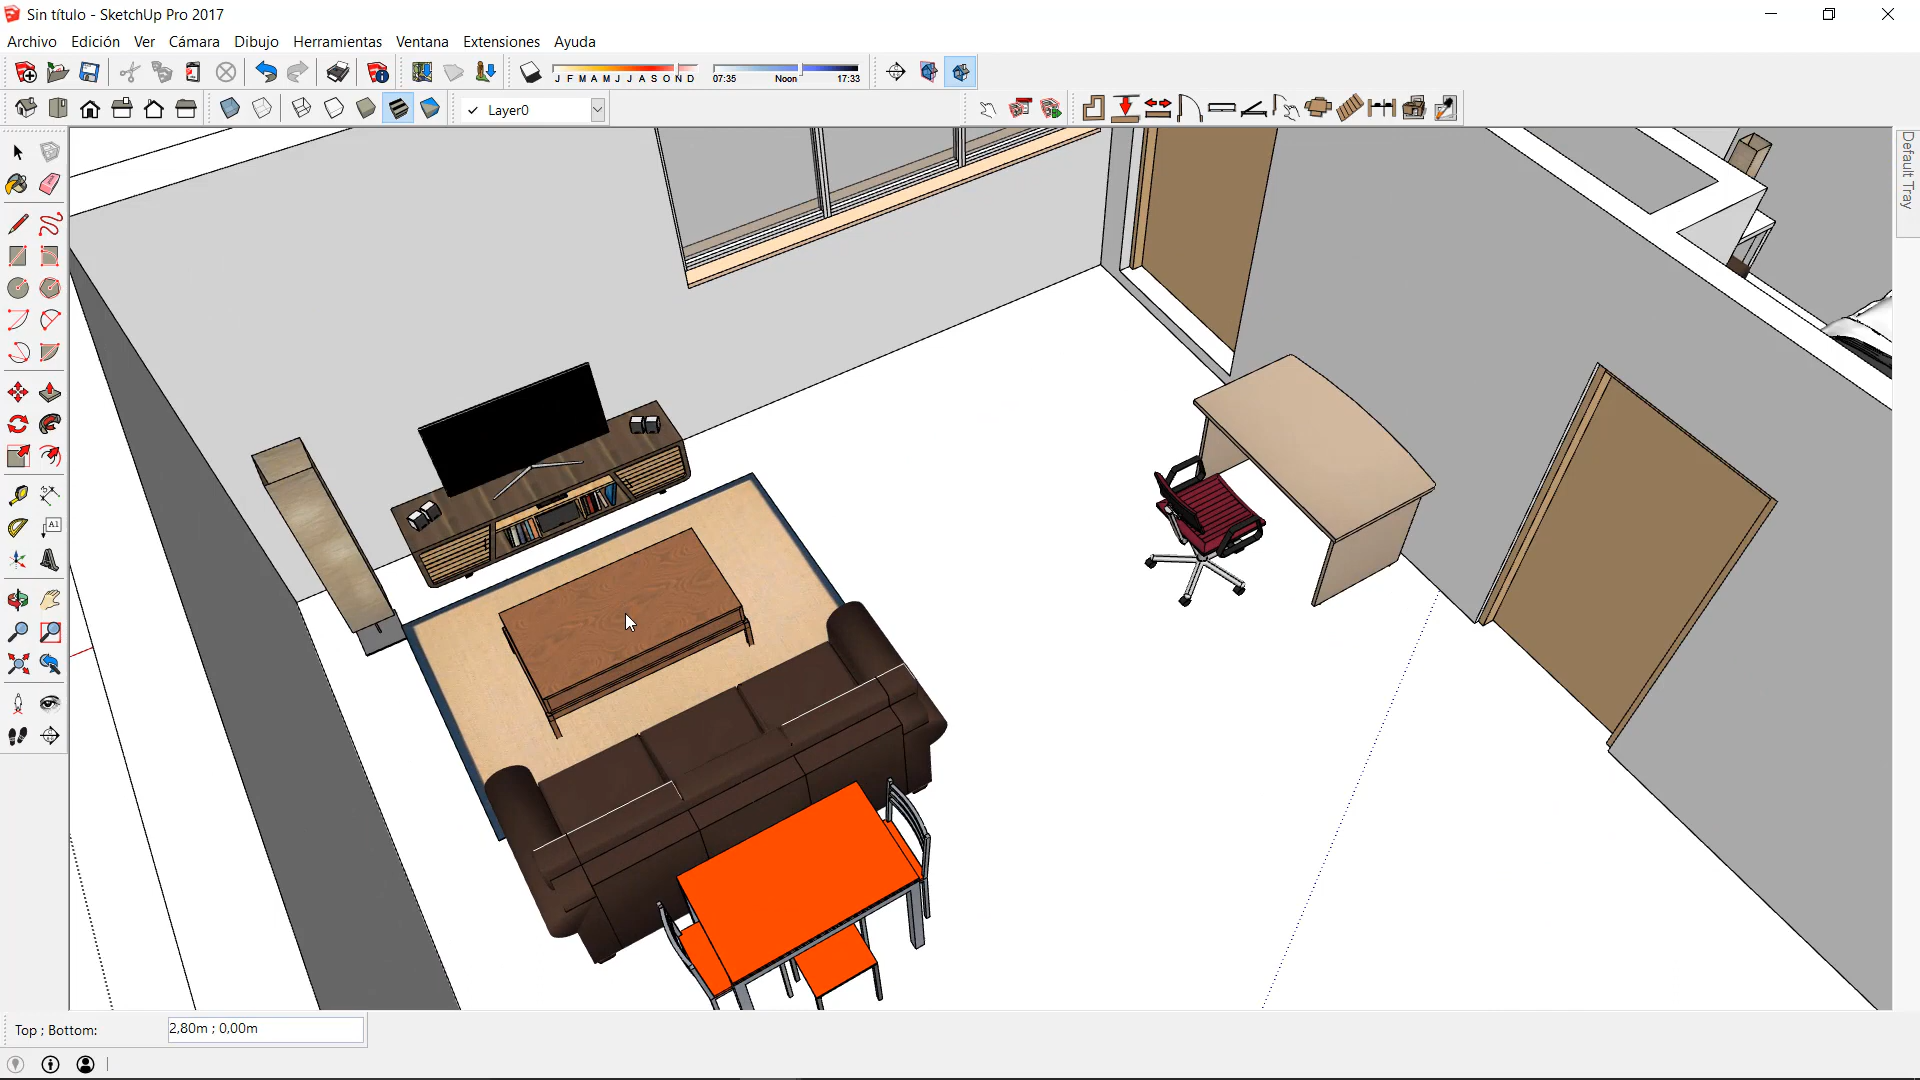 Sin título - SketchUp Pro 2017
Archivo Edición Ver Cámara Dibujo Herramientas Ventana Extensiones Ayuda
J F M A M J J A S O N D 07:35 Noon 17:33
Layer0
Default Tray
A1
Top ; Bottom: 2,80m ; 0,00m